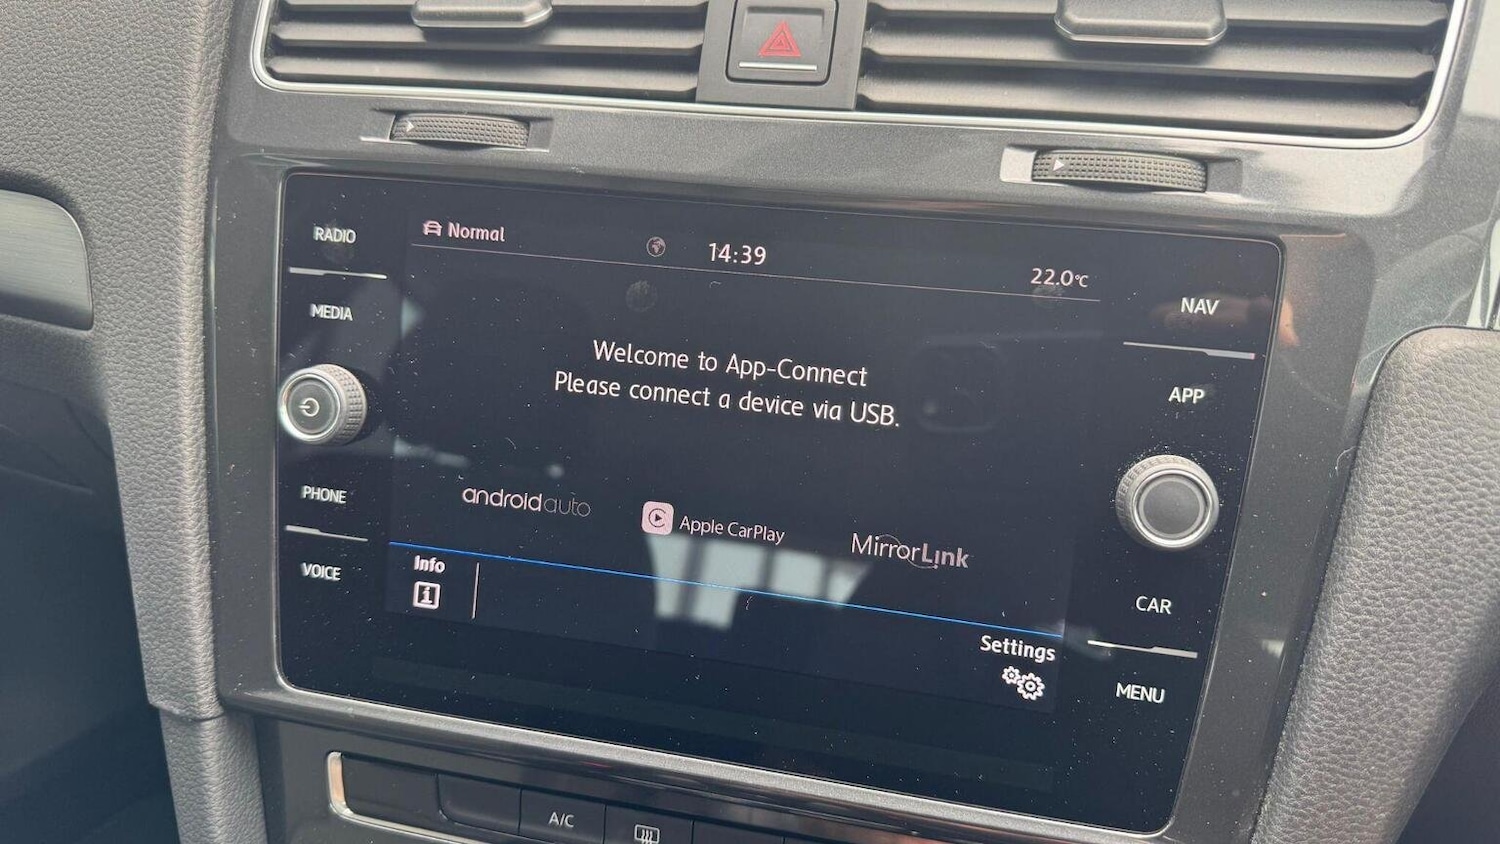 RADIO
MEDIA
PHONE
VOICE
Normal
14:39
22.0°C
Welcome to App-Connect
Please connect a device via USB.
androidauto
Apple CarPlay
MirrorLink
Info
i
Settings
NAV
APP
CAR
MENU
A/C